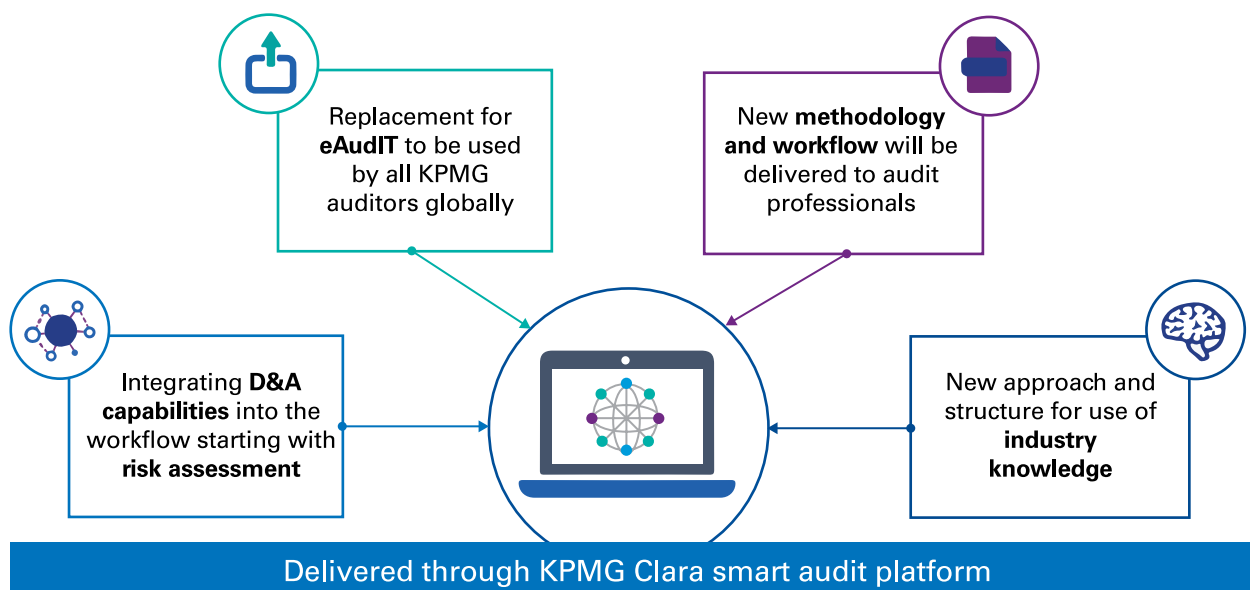 Replacement for
eAudIT to be used
by all KPMG
auditors globally
New methodology
and workflow will be
delivered to audit
professionals
Integrating D&A
capabilities into the
workflow starting with
risk assessment
New approach and
structure for use of
industry
knowledge
Delivered through KPMG Clara smart audit platform